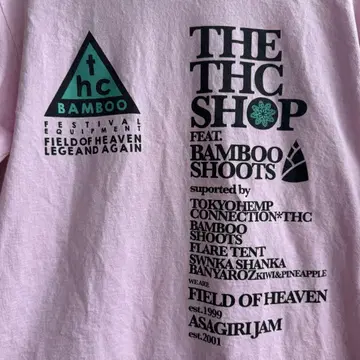 thc
BAMBOO
FESTIVAL
EQUIPMENT
FIELD OF HEAVEN
LEGEAND AGAIN
THE
THC
SHOP
FEAT.
BAMBOO
SHOOTS
suported by
TOKYOHEMP
CONNECTION*THC
BAMBOO
SHOOTS
FLARE TENT
SWNKA SHANKA
BANYAROZ KIWI&PINEAPPLE
WE ARE
FIELD OF HEAVEN
est.1999
ASAGIRI JAM
est.2001